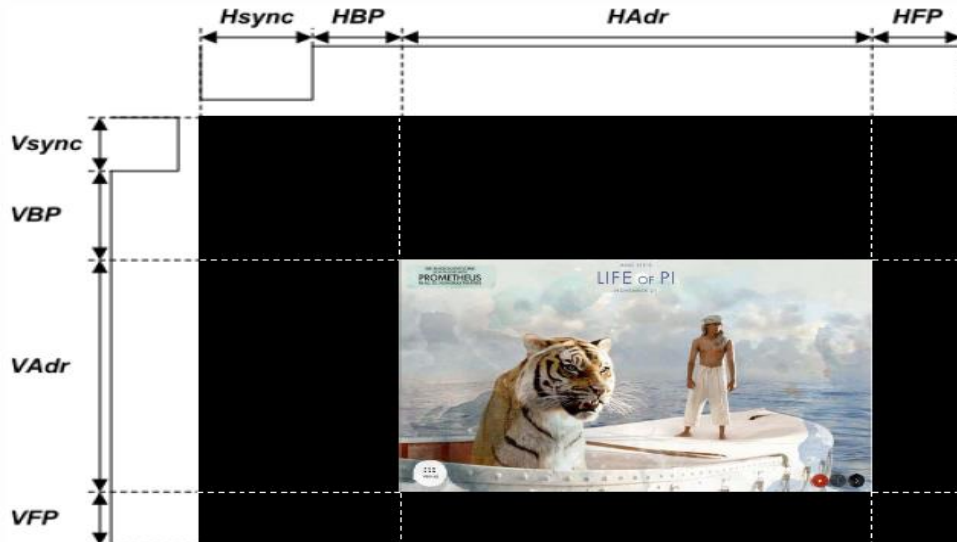 Hsync HBP HAdr HFP
Vsync
VBP
PROMETHEUS
LIFE OF PI
VAdr
VFP